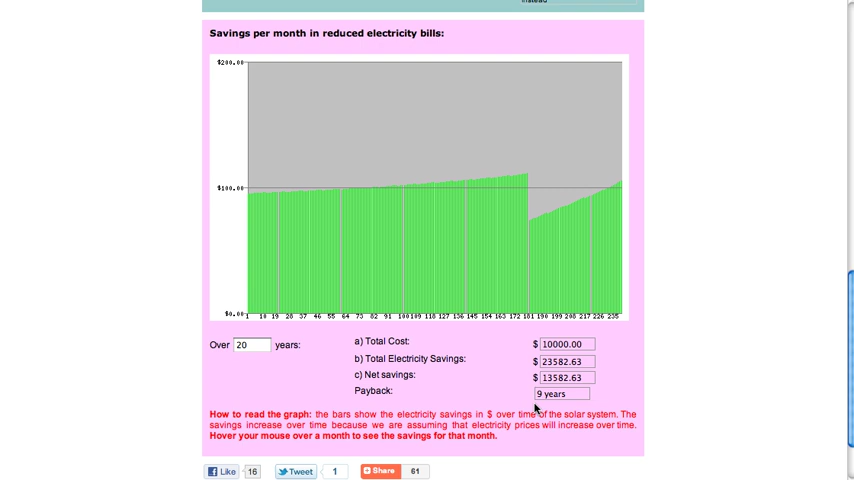 Instead
Savings per month in reduced electricity bills:
$200.00
$100.00
$0.00
1 10 19 28 37 46 55 64 73 82 91 100 109 118 127 136 145 154 163 172 181 190 199 208 217 226 235
Over 20 years:
a) Total Cost: $ 10000.00
b) Total Electricity Savings: $ 23582.63
c) Net savings: $ 13582.63
Payback: 9 years
How to read the graph: the bars show the electricity savings in $ over time of the solar system. The
savings increase over time because we are assuming that electricity prices will increase over time.
Hover your mouse over a month to see the savings for that month.
Like 16 Tweet 1 Share 61